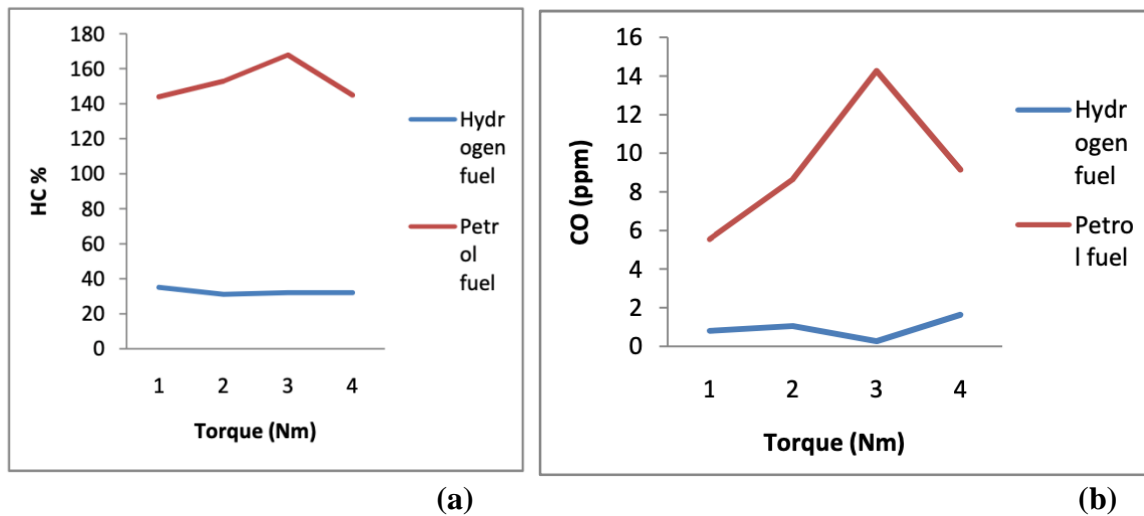 180
160
140
120
100
80
60
40
20
0
HC %
1 2 3 4
Torque (Nm)
Hydr
ogen
fuel
Petr
ol
fuel
(a)
16
14
12
10
8
6
4
2
0
CO (ppm)
1 2 3 4
Torque (Nm)
Hydr
ogen
fuel
Petro
l fuel
(b)